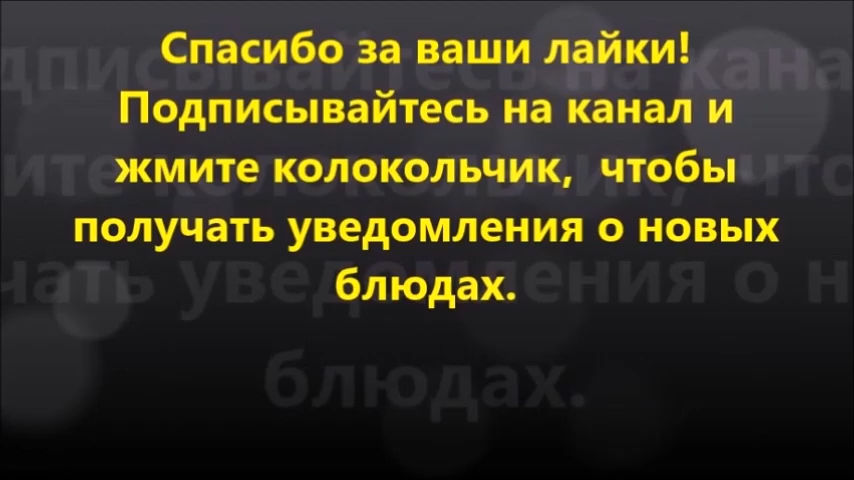 Спасибо за ваши лайки!
Подписывайтесь на канал и
жмите колокольчик, чтобы
получать уведомления о новых
блюдах.